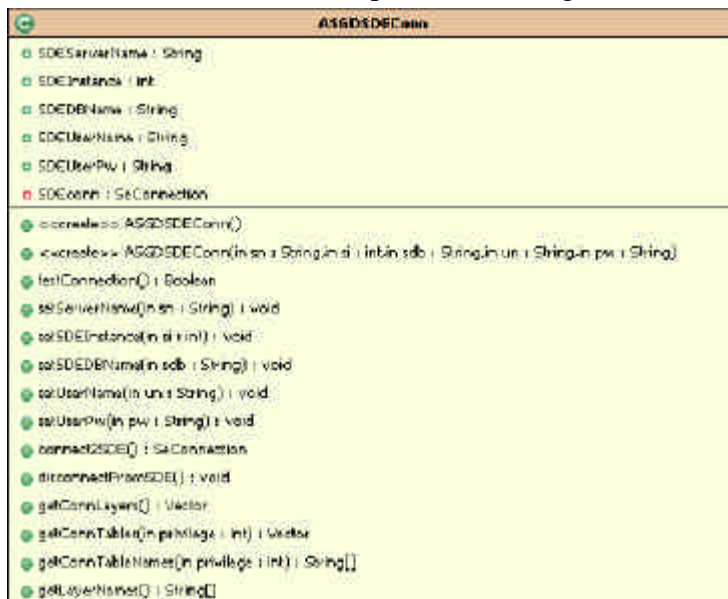 ASGDSDEConn
SDEServerName : String
SDEInstance : int
SDEDBName : String
SDEUserName : String
SDEUserPw : String
SDEconn : SeConnection
<<create>> ASGDSDEConn()
<<create>> ASGDSDEConn(in sn : String,in si : int,in sdb : String,in un : String,in pw : String)
testConnection() : Boolean
setServerName(in sn : String) : void
setSDEInstance(in si : int) : void
setSDEDBName(in sdb : String) : void
setUserName(in un : String) : void
setUserPw(in pw : String) : void
connect2SDE() : SeConnection
disconnectFromSDE() : void
getConnLayers() : Vector
getConnTables(in privilege : int) : Vector
getConnTableNames(in privilege : int) : String[]
getLayerNames() : String[]